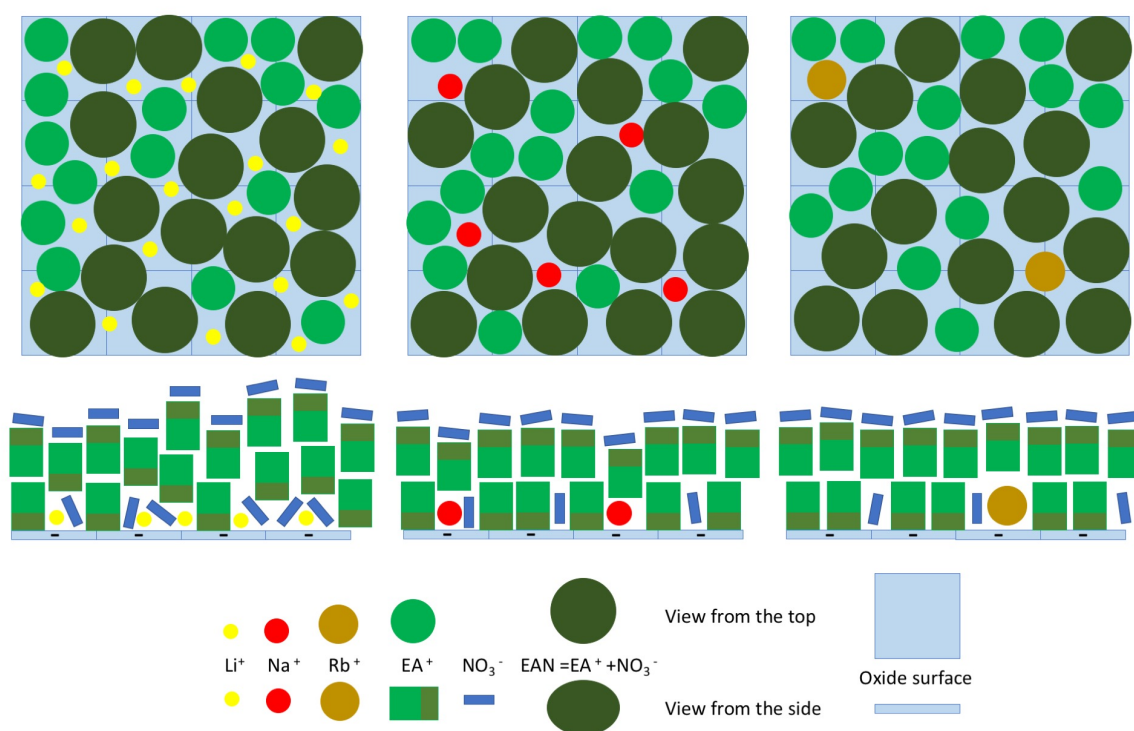 View from the top
Li⁺ Na⁺ Rb⁺ EA⁺ NO₃⁻ EAN =EA⁺ +NO₃⁻
Oxide surface
View from the side
- - - -
- - - -
- - - -